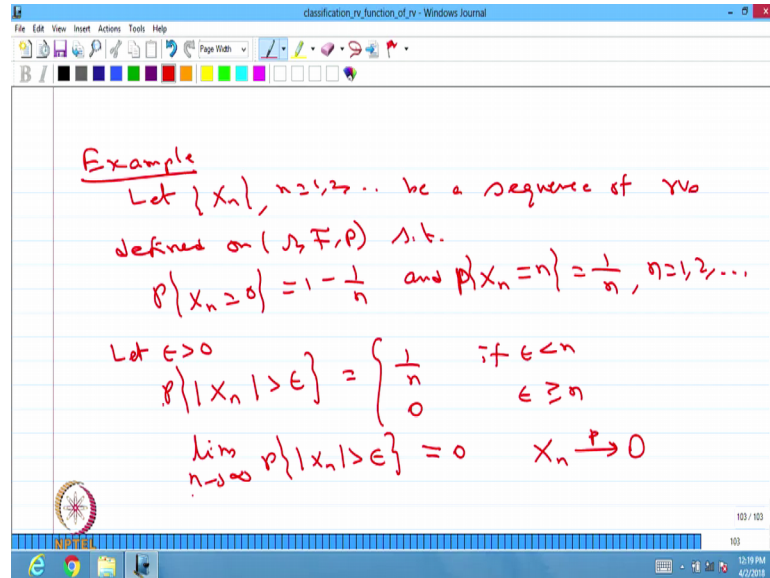 classification_rv_function_of_rv - Windows Journal
File Edit View Insert Actions Tools Help
Page Width
B I
Example
Let {Xn}, n=1,2,... be a sequence of rvs
defined on (Ω, F, P) s.t.
P{Xn = 0} = 1 - 1/n and P{Xn = n} = 1/n, n=1,2,...
Let ϵ > 0
P{|Xn| > ϵ} = { 1/n if ϵ < n
0 ϵ ≥ n
lim n→∞ P{|Xn| > ϵ} = 0 Xn →p 0
NPTEL
103 / 103
103
12:19 PM
4/2/2018